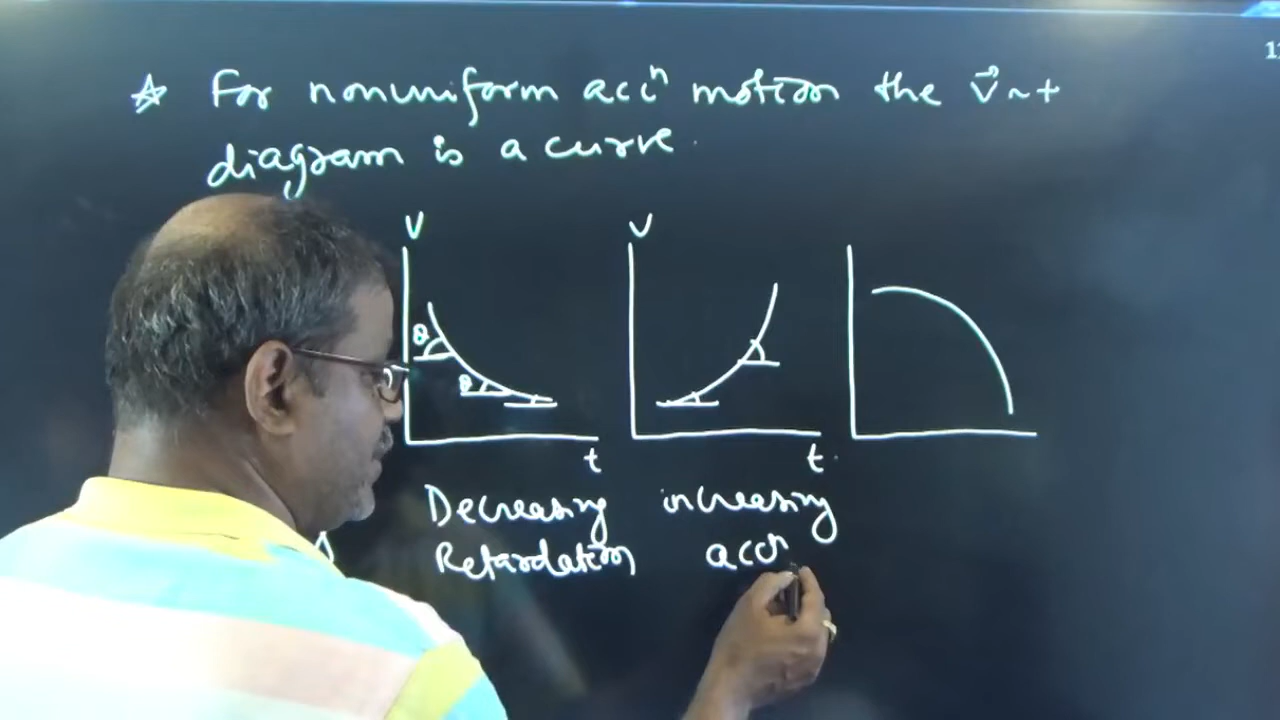 ☆ For nonuniform accⁿ motion the v⃗ ~ t
diagram is a curve.
V
V
θ
θ
t
t
Decreasing
Retardation
increasing
accⁿ